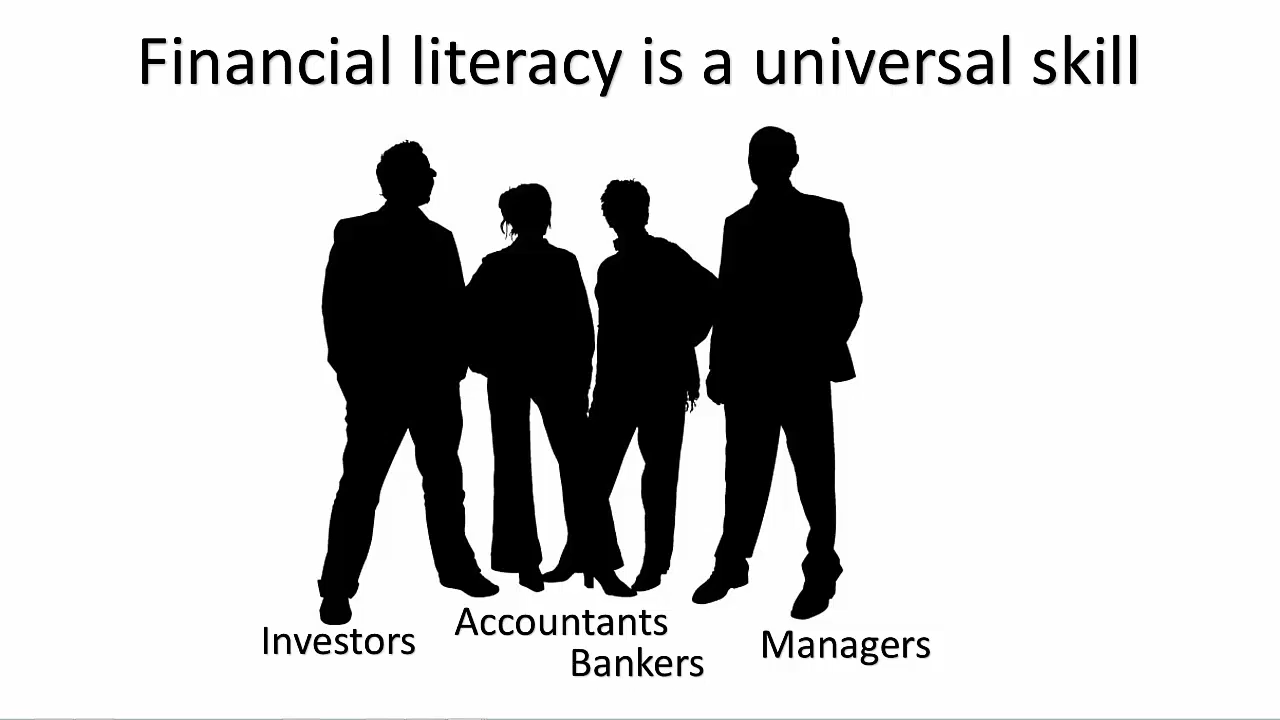 Financial literacy is a universal skill
Investors
Accountants
Bankers
Managers